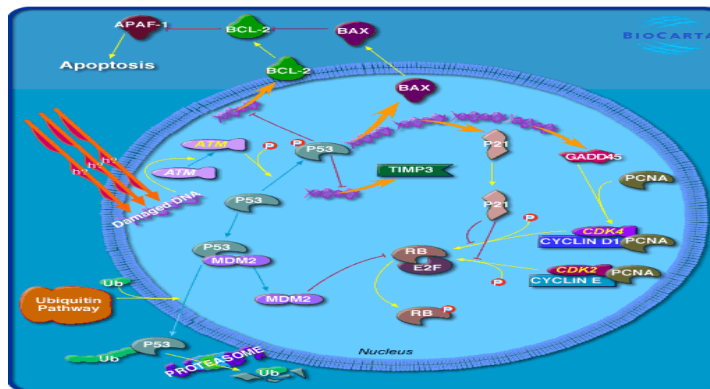 APAF-1
BCL-2
BAX
BIOCARTA
Apoptosis
BCL-2
BAX
h?
h?
h?
ATM
ATM
P
P
P53
P21
GADD45
TIMP3
PCNA
Damaged DNA
P53
P21
P
P53
MDM2
RB
E2F
CDK4
CYCLIN D1
PCNA
CDK2
CYCLIN E
PCNA
P
Ub
Ubiquitin
Pathway
MDM2
RB
P
P53
Ub
PROTEASOME
Ub
Nucleus